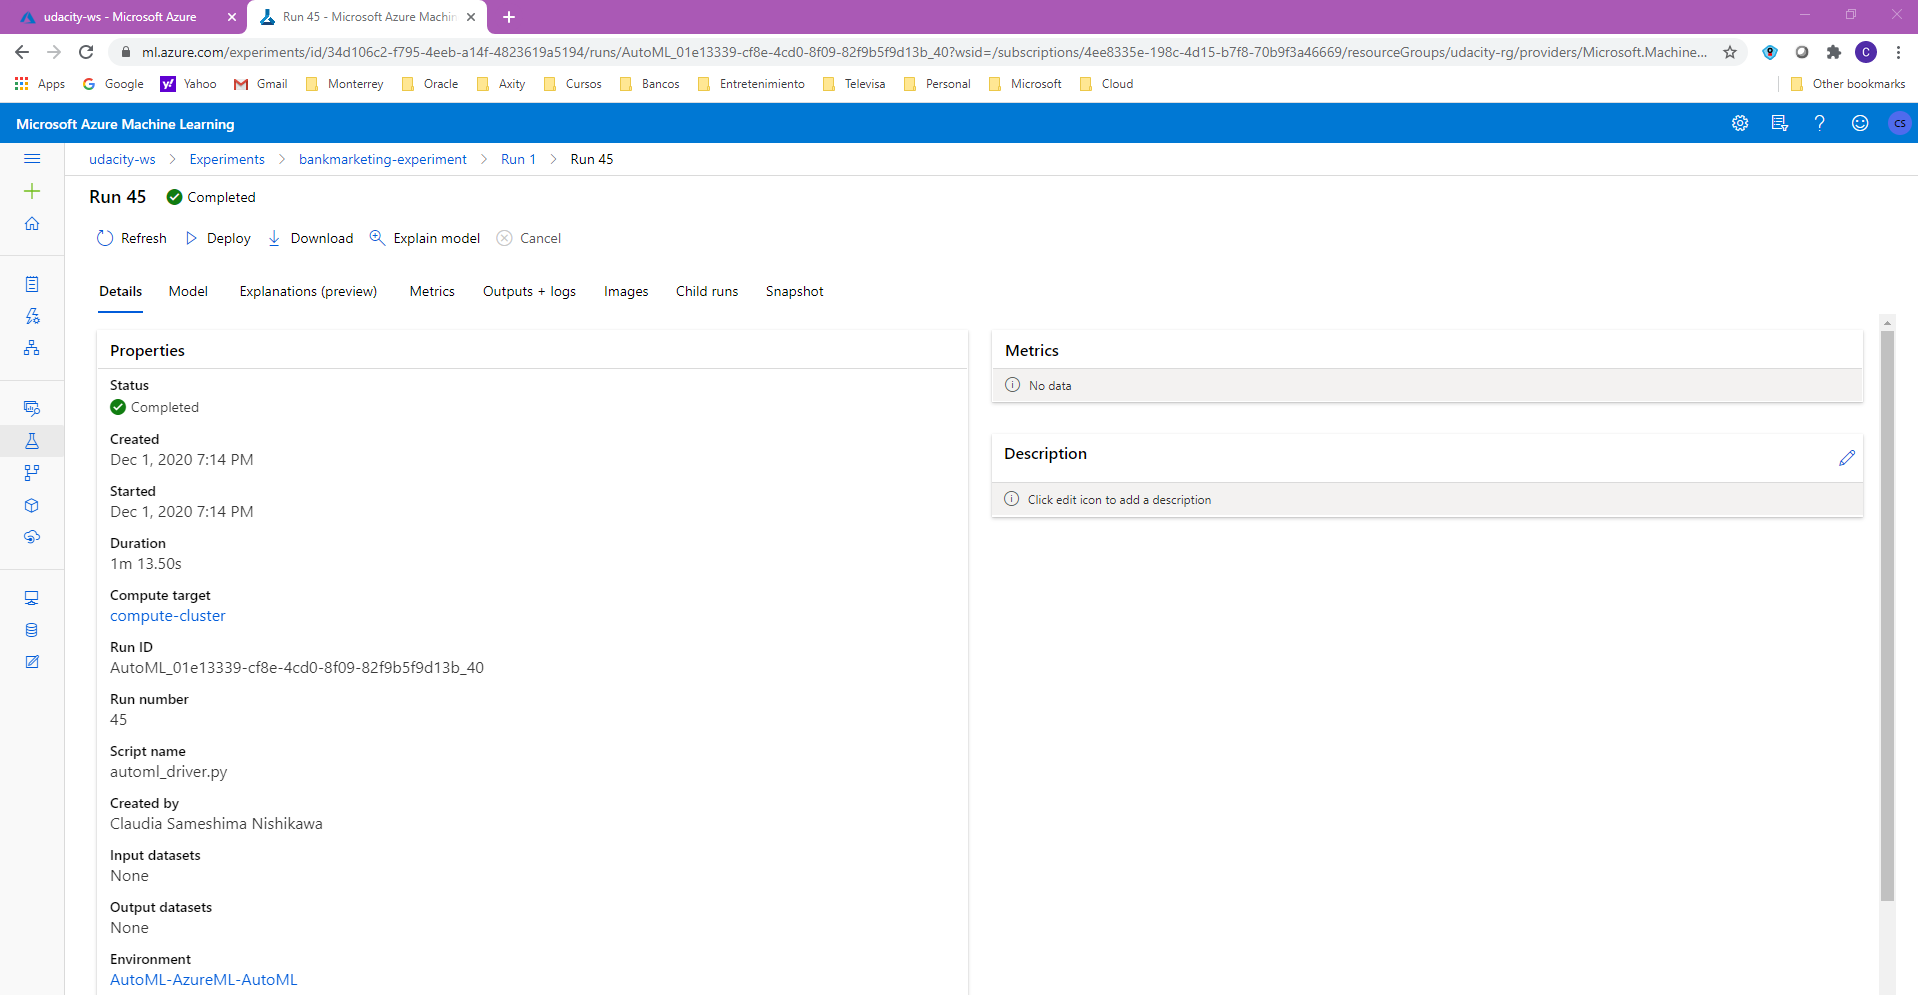 udacity-ws - Microsoft Azure
Run 45 - Microsoft Azure Machin
ml.azure.com/experiments/id/34d106c2-f795-4eeb-a14f-4823619a5194/runs/AutoML_01e13339-cf8e-4cd0-8f09-82f9b5f9d13b_40?wsid=/subscriptions/4ee8335e-198c-4d15-b7f8-70b9f3a46669/resourceGroups/udacity-rg/providers/Microsoft.Machine...
C
Apps Google Yahoo Gmail Monterrey Oracle Axity Cursos Bancos Entretenimiento Televisa Personal Microsoft Cloud Other bookmarks
Microsoft Azure Machine Learning
CS
udacity-ws > Experiments > bankmarketing-experiment > Run 1 > Run 45
Run 45 Completed
Refresh Deploy Download Explain model Cancel
Details Model Explanations (preview) Metrics Outputs + logs Images Child runs Snapshot
Properties
Status
Completed
Created
Dec 1, 2020 7:14 PM
Started
Dec 1, 2020 7:14 PM
Duration
1m 13.50s
Compute target
compute-cluster
Run ID
AutoML_01e13339-cf8e-4cd0-8f09-82f9b5f9d13b_40
Run number
45
Script name
automl_driver.py
Created by
Claudia Sameshima Nishikawa
Input datasets
None
Output datasets
None
Environment
AutoML-AzureML-AutoML
Metrics
No data
Description
Click edit icon to add a description